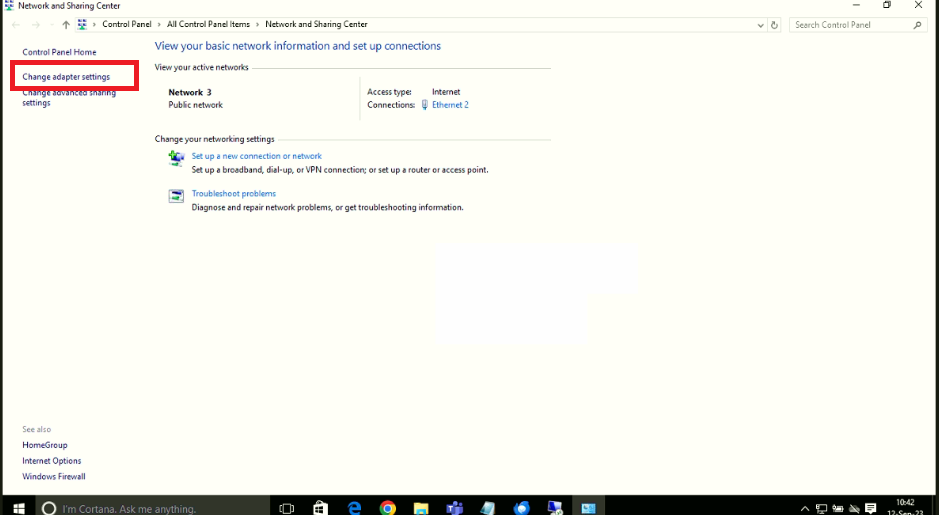 Network and Sharing Center
Control Panel > All Control Panel Items > Network and Sharing Center
Search Control Panel
Control Panel Home
Change adapter settings
Change advanced sharing
settings
View your basic network information and set up connections
View your active networks
Network 3
Public network
Access type: Internet
Connections: Ethernet 2
Change your networking settings
Set up a new connection or network
Set up a broadband, dial-up, or VPN connection; or set up a router or access point.
Troubleshoot problems
Diagnose and repair network problems, or get troubleshooting information.
See also
HomeGroup
Internet Options
Windows Firewall
I'm Cortana. Ask me anything.
10:42
12-Sep-23